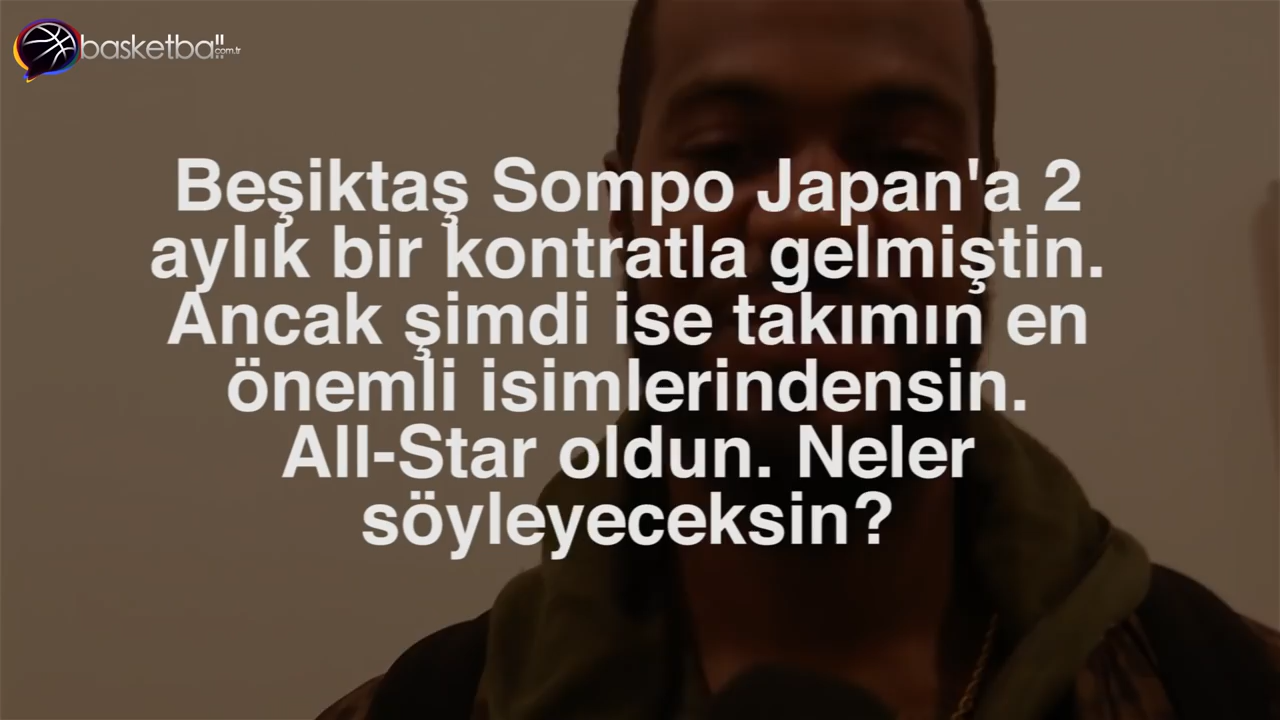 basketball
.com.tr
Beşiktaş Sompo Japan'a 2
aylık bir kontratla gelmiştin.
Ancak şimdi ise takımın en
önemli isimlerindensin.
All-Star oldun. Neler
söyleyeceksin?